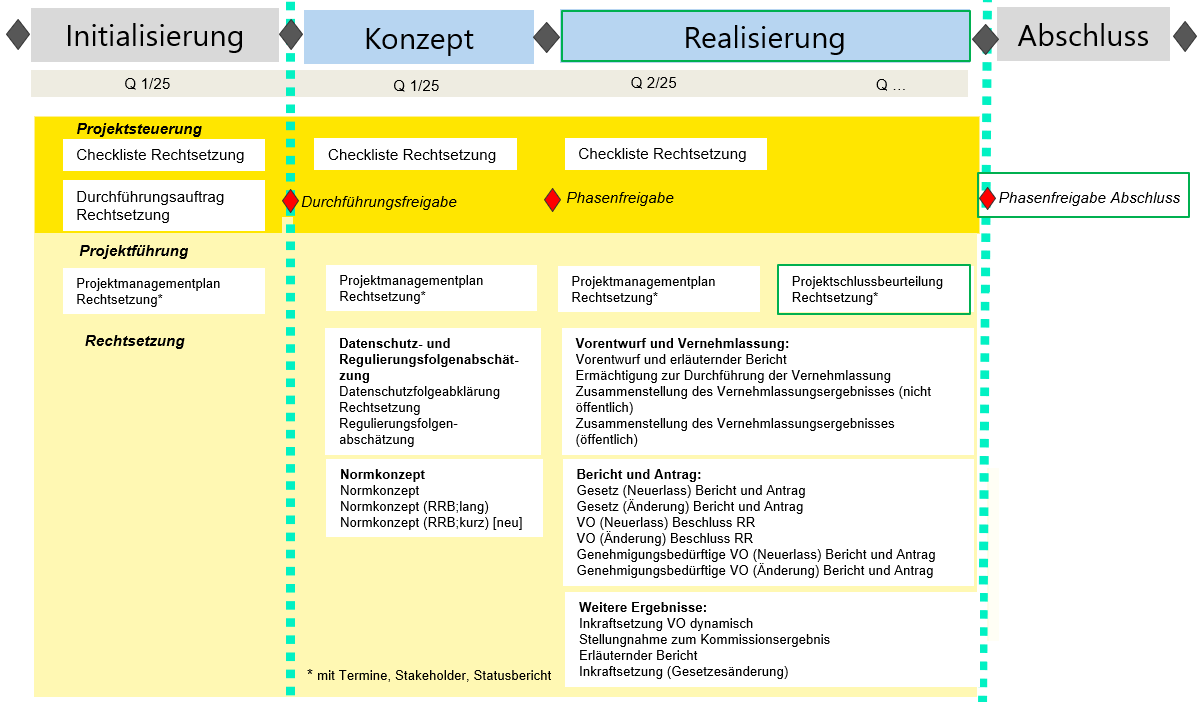 Initialisierung
Konzept
Realisierung
Abschluss
Q 1/25
Q 1/25
Q 2/25
Q ...
Projektsteuerung
Checkliste Rechtsetzung
Checkliste Rechtsetzung
Checkliste Rechtsetzung
Durchführungsauftrag
Rechtsetzung
Durchführungsfreigabe
Phasenfreigabe
Phasenfreigabe Abschluss
Projektführung
Projektmanagementplan
Rechtsetzung*
Projektmanagementplan
Rechtsetzung*
Projektmanagementplan
Rechtsetzung*
Projektschlussbeurteilung
Rechtsetzung*
Rechtsetzung
Datenschutz- und
Regulierungsfolgenabschät-
zung
Datenschutzfolgeabklärung
Rechtsetzung
Regulierungsfolgen-
abschätzung
Normkonzept
Normkonzept
Normkonzept (RRB;lang)
Normkonzept (RRB;kurz) [neu]
Vorentwurf und Vernehmlassung:
Vorentwurf und erläuternder Bericht
Ermächtigung zur Durchführung der Vernehmlassung
Zusammenstellung des Vernehmlassungsergebnisses (nicht
öffentlich)
Zusammenstellung des Vernehmlassungsergebnisses
(öffentlich)
Bericht und Antrag:
Gesetz (Neuerlass) Bericht und Antrag
Gesetz (Änderung) Bericht und Antrag
VO (Neuerlass) Beschluss RR
VO (Änderung) Beschluss RR
Genehmigungsbedürftige VO (Neuerlass) Bericht und Antrag
Genehmigungsbedürftige VO (Änderung) Bericht und Antrag
Weitere Ergebnisse:
Inkraftsetzung VO dynamisch
Stellungnahme zum Kommissionsergebnis
Erläuternder Bericht
Inkraftsetzung (Gesetzesänderung)
* mit Termine, Stakeholder, Statusbericht